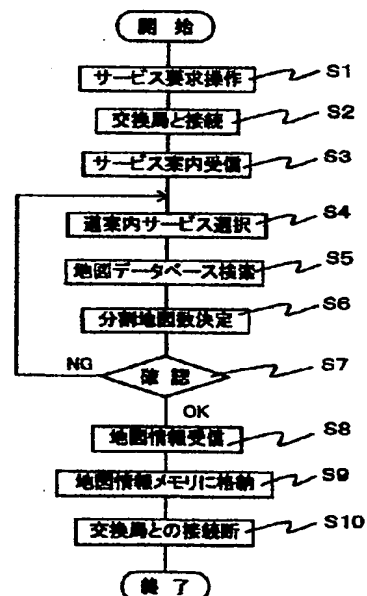 開 始
サービス要求操作 S1
交換局と接続 S2
サービス案内受信 S3
道案内サービス選択 S4
地図データベース検索 S5
分割地図数決定 S6
NG 確 認 S7
OK
地図情報受信 S8
地図情報メモリに格納 S9
交換局との接続断 S10
終 了